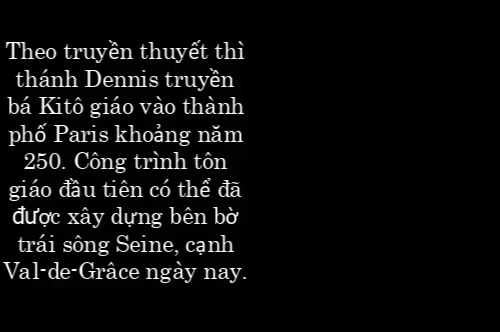 Theo truyền thuyết thì
thánh Dennis truyền
bá Kitô giáo vào thành
phố Paris khoảng năm
250. Công trình tôn
giáo đầu tiên có thể đã
được xây dựng bên bờ
trái sông Seine, cạnh
Val-de-Grâce ngày nay.